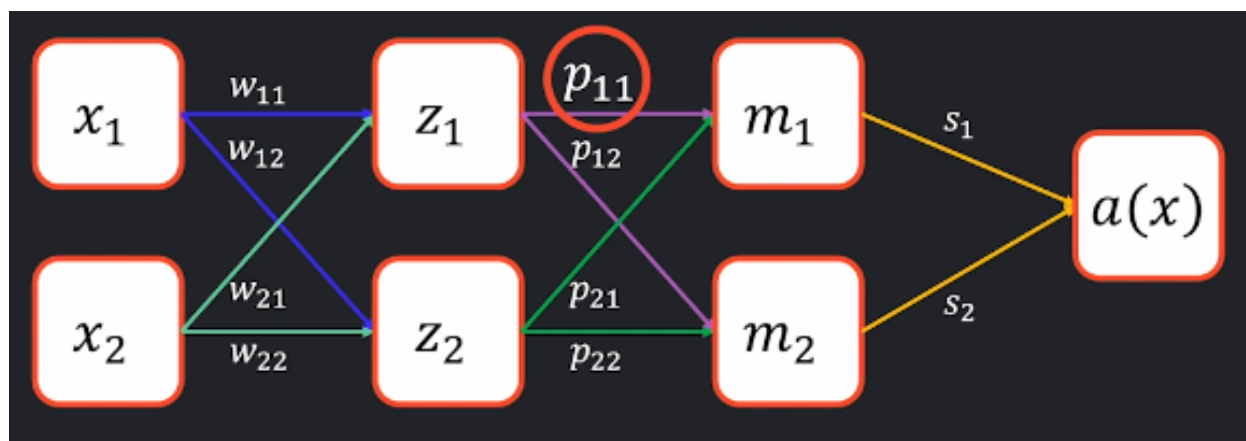 x₁
w₁₁
w₁₂
z₁
p₁₁
p₁₂
m₁
s₁
a(x)
x₂
w₂₁
w₂₂
z₂
p₂₁
p₂₂
m₂
s₂